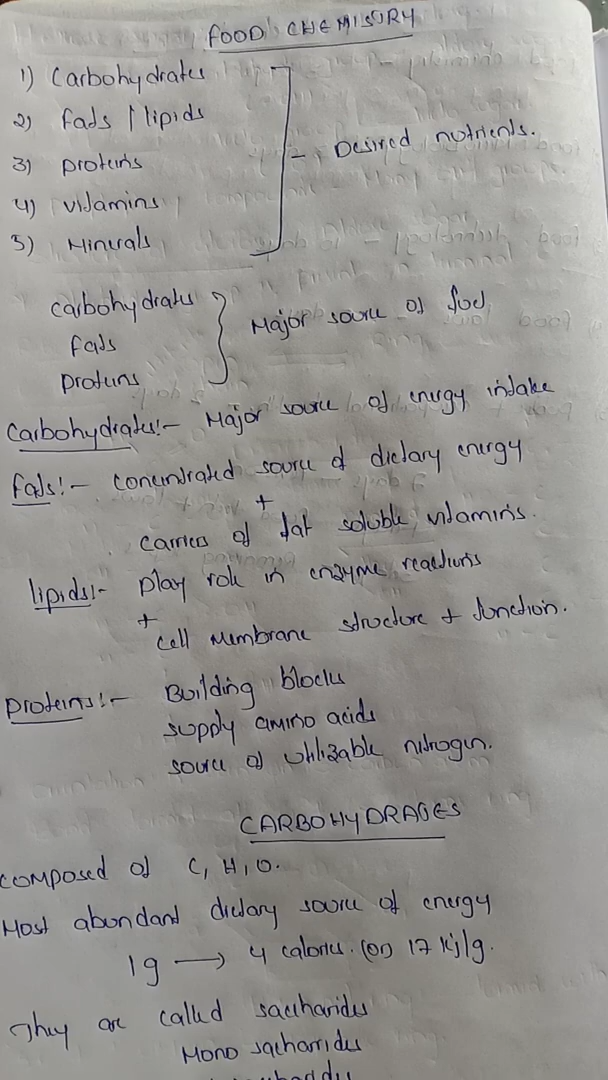 FOOD CHEMISORY
1) Carbohydrates
2) Fats / lipids
3) proteins
4) vitamins
5) Minerals
- Desired nutrients.
carbohydrates
Fats
proteins
Major source of fuel
Carbohydrates:- Major source of energy intake
Fats:- concentrated source of dietary energy
+
carries of fat soluble vitamins.
lipids:- play role in enzyme reactions
+
cell membrane structure + function.
Proteins:- Building blocks
supply amino acids
source of utilizable nitrogen.
CARBOHYDRATES
composed of C, H, O.
Most abundant dietary source of energy
1g → 4 calories. (or) 17 kj/g.
They are called saccharides
Mono sacharrides